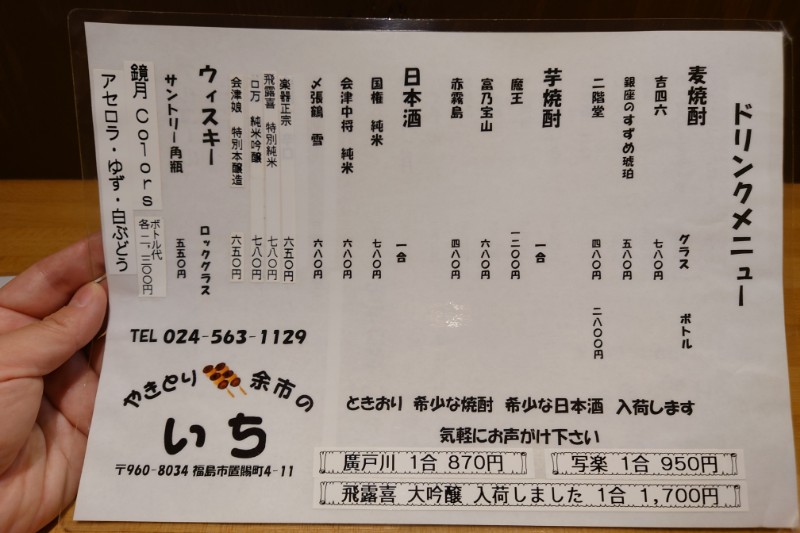 ドリンクメニュー
麦焼酎 グラス ボトル
吉四六 七八〇円
銀座のすずめ琥珀 五八〇円
二階堂 四八〇円 二八〇〇円
芋焼酎 一合
魔王 一二〇〇円
富乃宝山 六八〇円
赤霧島 四八〇円
日本酒 一合
国権 純米 七八〇円
会津中将 純米 六八〇円
〆張鶴 雪 六八〇円
楽器正宗 六五〇円
飛露喜 特別純米 七八〇円
ロ万 純米吟醸 七八〇円
会津娘 特別本醸造 六五〇円
ウィスキー ロックグラス
サントリー角瓶 五五〇円
鏡月 Colors ボトル代 各二、三〇〇円
アセロラ・ゆず・白ぶどう
TEL 024-563-1129
やきとり 余市の
いち
〒960-8034 福島市置賜町4-11
ときおり 希少な焼酎 希少な日本酒 入荷します
気軽にお声がけ下さい
廣戸川 1合 870円
写楽 1合 950円
飛露喜 大吟醸 入荷しました 1合 1,700円